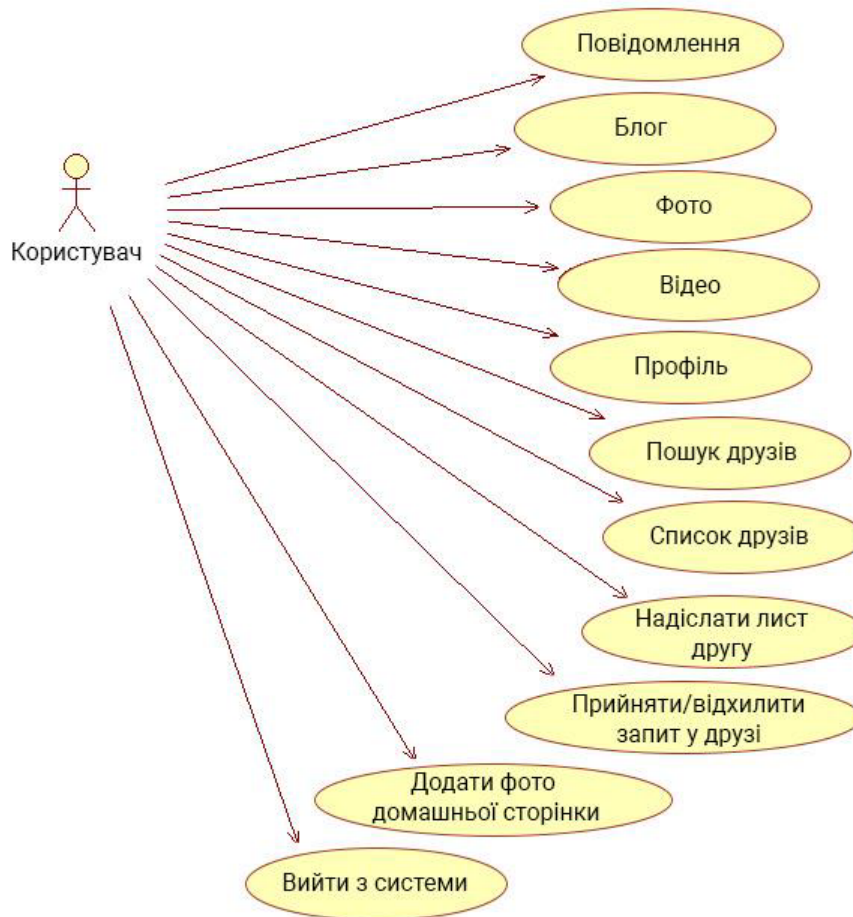 Повідомлення
Блог
Фото
Користувач
Відео
Профіль
Пошук друзів
Список друзів
Надіслати лист
другу
Прийняти/відхилити
запит у друзі
Додати фото
домашньої сторінки
Вийти з системи